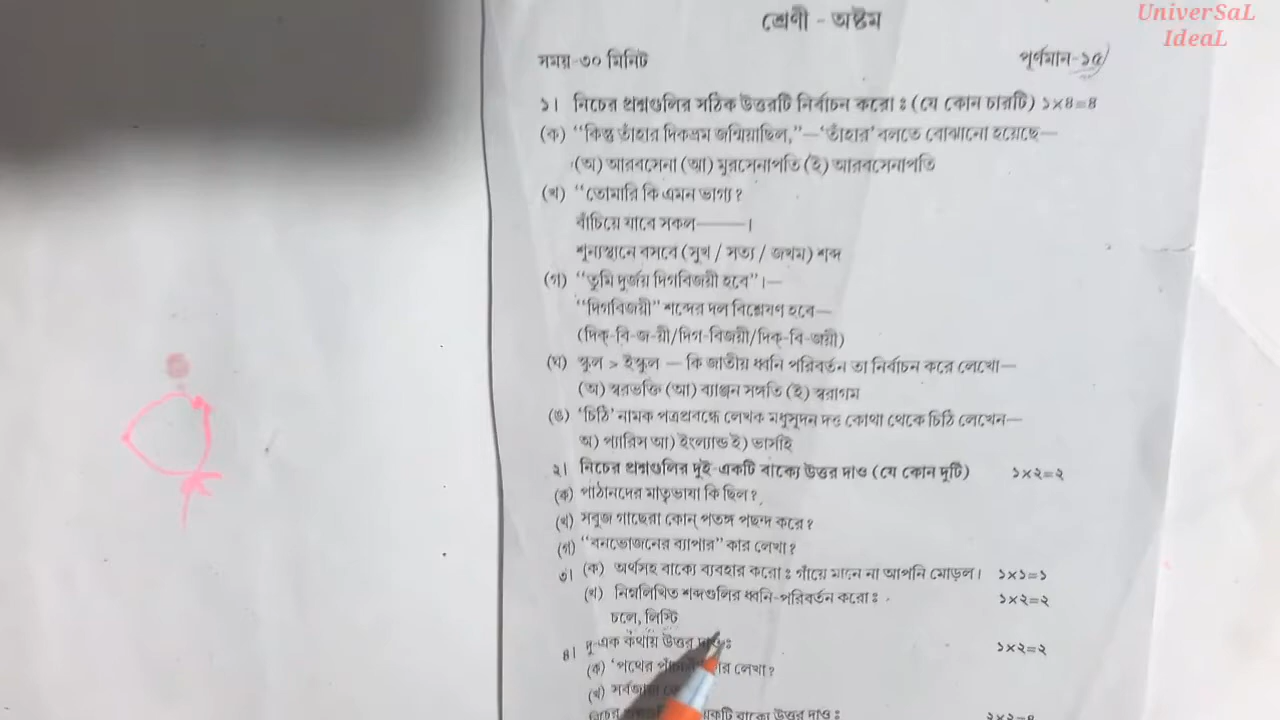 UniverSaL
IdeaL
শ্রেণী - অষ্টম
সময়-৩০ মিনিট পূর্ণমান-১৫
১। নিচের প্রশ্নগুলির সঠিক উত্তরটি নির্বাচন করো ঃ (যে কোন চারটি) ১×৪=৪
(ক) “কিন্তু তাঁহার দিকভ্রম জন্মিয়াছিল,”—‘তাঁহার’ বলতে বোঝানো হয়েছে—
(অ) আরবসেনা (আ) মুরসেনাপতি (ই) আরবসেনাপতি
(খ) “তোমারি কি এমন ভাগ্য?
বাঁচিয়ে যাবে সকল———।
শূন্যস্থানে বসবে (সুখ / সত্য / জখম) শব্দ
(গ) “তুমি দুর্জয় দিগবিজয়ী হবে”।—
“দিগবিজয়ী” শব্দের দল বিশ্লেষণ হবে—
(দিক্-বি-জ-য়ী/দিগ-বিজয়ী/দিক্-বি-জয়ী)
(ঘ) স্কুল > ইস্কুল — কি জাতীয় ধ্বনি পরিবর্তন তা নির্বাচন করে লেখো—
(অ) স্বরভক্তি (আ) ব্যাঞ্জন সঙ্গতি (ই) স্বরাগম
(ঙ) ‘চিঠি’ নামক পত্রপ্রবন্ধে লেখক মধুসূদন দত্ত কোথা থেকে চিঠি লেখেন—
অ) প্যারিস আ) ইংল্যান্ড ই) ভার্সাই
২। নিচের প্রশ্নগুলির দুই-একটি বাক্যে উত্তর দাও (যে কোন দুটি) ১×২=২
(ক) পাঠানদের মাতৃভাষা কি ছিল?
(খ) সবুজ গাছেরা কোন্ পতঙ্গ পছন্দ করে?
(গ) “বনভোজনের ব্যাপার” কার লেখা?
৩। (ক) অর্থসহ বাক্যে ব্যবহার করো ঃ গাঁয়ে মানে না আপনি মোড়ল। ১×১=১
(খ) নিম্নলিখিত শব্দগুলির ধ্বনি-পরিবর্তন করো ঃ ১×২=২
চলে, লিস্টি
৪। দু-এক কথায় উত্তর দাও ঃ ১×২=২
(ক) ‘পথের লেখা?
(খ)
বাক্যে উত্তর দাও ঃ ২×২=৪